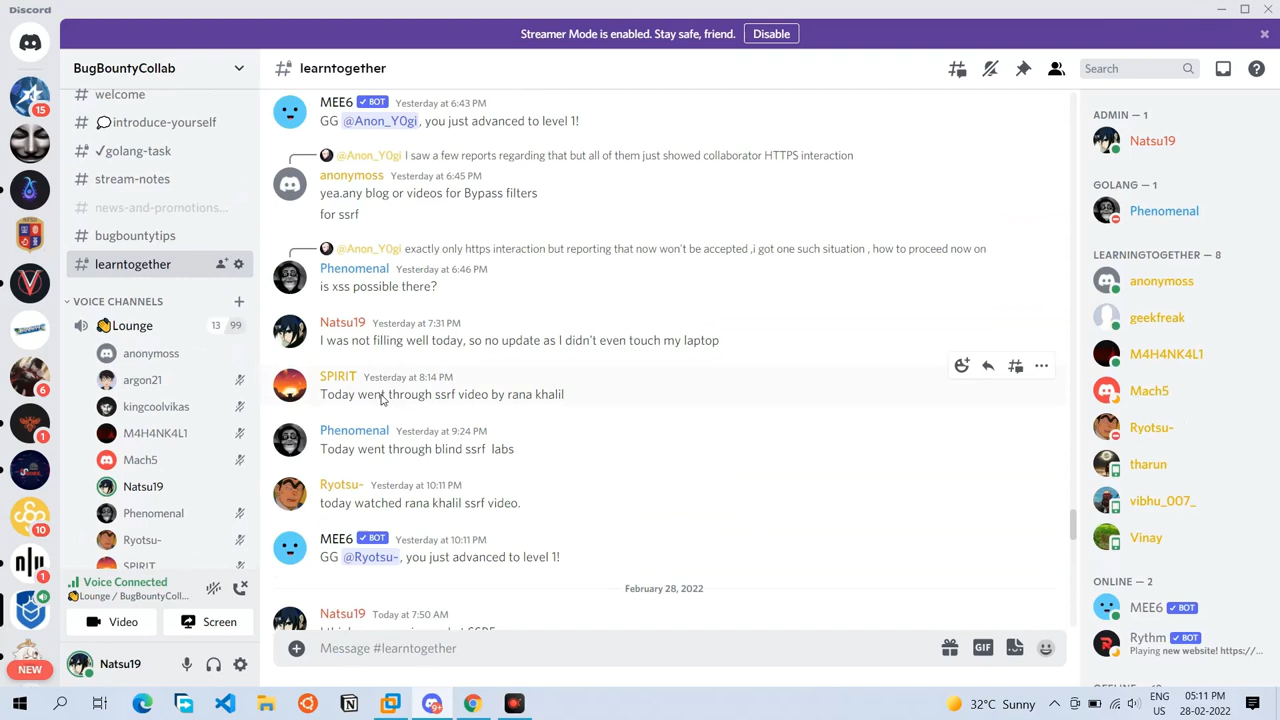 Discord
Streamer Mode is enabled. Stay safe, friend.
Disable
BugBountyCollab
learntogether
Search
welcome
introduce-yourself
✓golang-task
stream-notes
news-and-promotions...
bugbountytips
learntogether
VOICE CHANNELS
Lounge
13 99
anonymoss
argon21
kingcoolvikas
M4H4NK4L1
Mach5
Natsu19
Phenomenal
Ryotsu-
SPIRIT
Voice Connected
Lounge / BugBountyColl...
Video
Screen
Natsu19
15
6
1
10
1
NEW
MEE6 ✓ BOT Yesterday at 6:43 PM
GG @Anon_Y0gi, you just advanced to level 1!
@Anon_Y0gi I saw a few reports regarding that but all of them just showed collaborator HTTPS interaction
anonymoss Yesterday at 6:45 PM
yea.any blog or videos for Bypass filters
for ssrf
@Anon_Y0gi exactly only https interaction but reporting that now won't be accepted ,i got one such situation , how to proceed now on
Phenomenal Yesterday at 6:46 PM
is xss possible there?
Natsu19 Yesterday at 7:31 PM
I was not filling well today, so no update as I didn't even touch my laptop
SPIRIT Yesterday at 8:14 PM
Today went through ssrf video by rana khalil
Phenomenal Yesterday at 9:24 PM
Today went through blind ssrf labs
Ryotsu- Yesterday at 10:11 PM
today watched rana khalil ssrf video.
MEE6 ✓ BOT Yesterday at 10:11 PM
GG @Ryotsu-, you just advanced to level 1!
February 28, 2022
Natsu19 Today at 7:50 AM
Message #learntogether
GIF
ADMIN — 1
Natsu19
GOLANG — 1
Phenomenal
LEARNINGTOGETHER — 8
anonymoss
geekfreak
M4H4NK4L1
Mach5
Ryotsu-
tharun
vibhu_007_
Vinay
ONLINE — 2
MEE6 ✓ BOT
Rythm ✓ BOT
Playing new website! https://...
9+
32°C Sunny
ENG
US
05:11 PM
28-02-2022